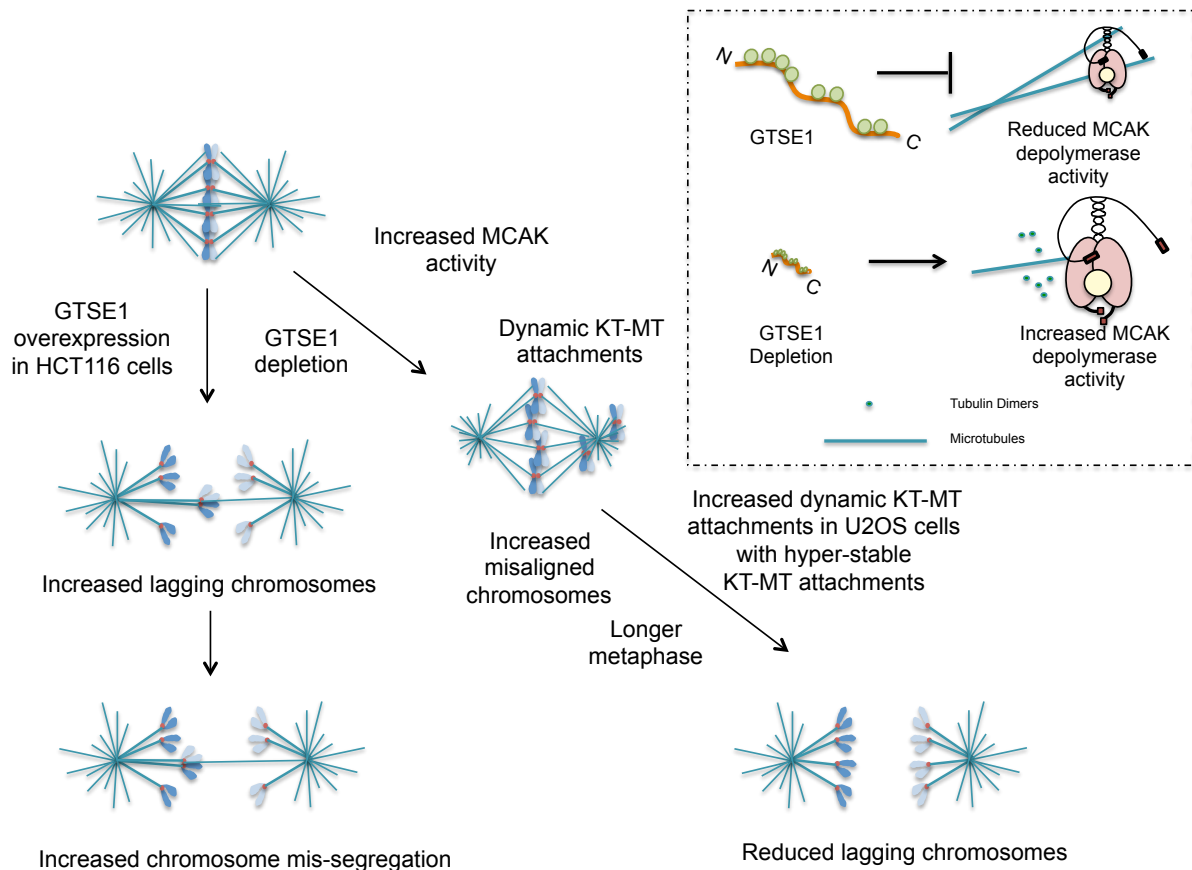 N
C
GTSE1
Reduced MCAK
depolymerase
activity
N
C
GTSE1
Depletion
Increased MCAK
depolymerase
activity
Tubulin Dimers
Microtubules
Increased MCAK
activity
GTSE1
overexpression
in HCT116 cells
GTSE1
depletion
Dynamic KT-MT
attachments
Increased lagging chromosomes
Increased
misaligned
chromosomes
Increased dynamic KT-MT
attachments in U2OS cells
with hyper-stable
KT-MT attachments
Longer
metaphase
Increased chromosome mis-segregation
Reduced lagging chromosomes